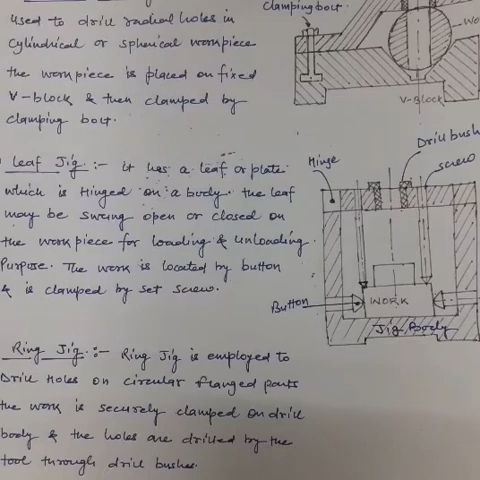 used to drill radial holes in
Cylindrical or spherical workpiece
the workpiece is placed on fixed
V-block & then clamped by
clamping bolt.
clamping bolt.
V-Block
Leaf Jig :- it has a leaf or plate
which is Hinged on a body. the leaf
may be swung open or closed on
the workpiece for loading & unloading
Purpose. The work is located by button
& is clamped by set screw.
Hinge
Drill bush
screw
Button
WORK
Jig Body
Ring Jig :- Ring Jig is employed to
Drill Holes on circular flanged parts
the work is securely clamped on drill
body & the holes are drilled by the
tool through drill bushes.